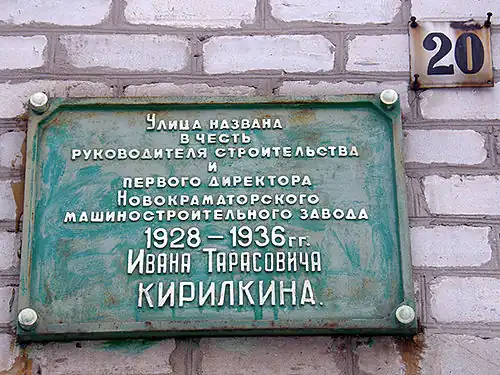 20
Улица названа
в честь
руководителя строительства
и
первого директора
Новокраматорского
машиностроительного завода
1928 – 1936 гг.
Ивана Тарасовича
КИРИЛКИНА.